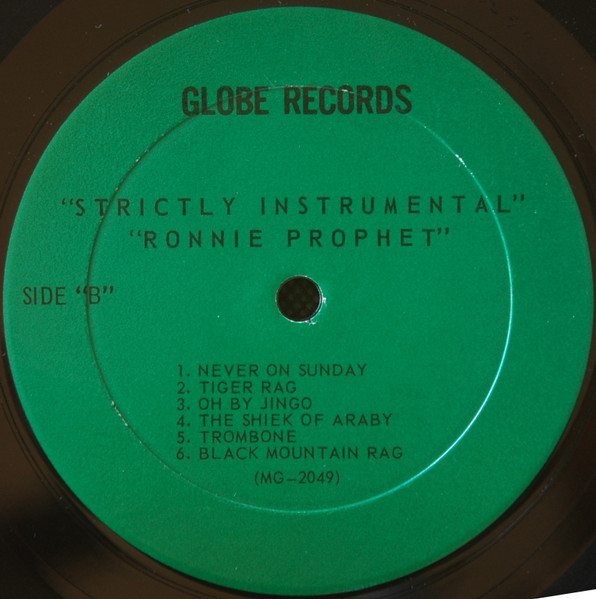 GLOBE RECORDS
"STRICTLY INSTRUMENTAL"
"RONNIE PROPHET"
SIDE "B"
1. NEVER ON SUNDAY
2. TIGER RAG
3. OH BY JINGO
4. THE SHIEK OF ARABY
5. TROMBONE
6. BLACK MOUNTAIN RAG
(MG-2049)